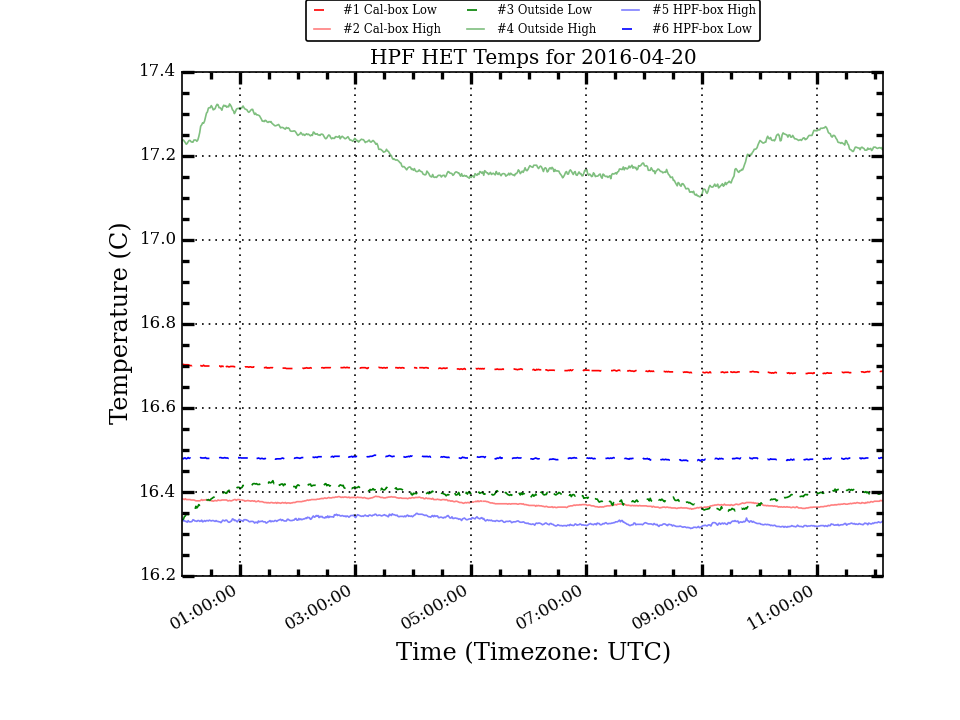 #1 Cal-box Low #3 Outside Low #5 HPF-box High
#2 Cal-box High #4 Outside High #6 HPF-box Low
HPF HET Temps for 2016-04-20
17.4
17.2
17.0
16.8
16.6
16.4
16.2
Temperature (C)
01:00:00 03:00:00 05:00:00 07:00:00 09:00:00 11:00:00
Time (Timezone: UTC)